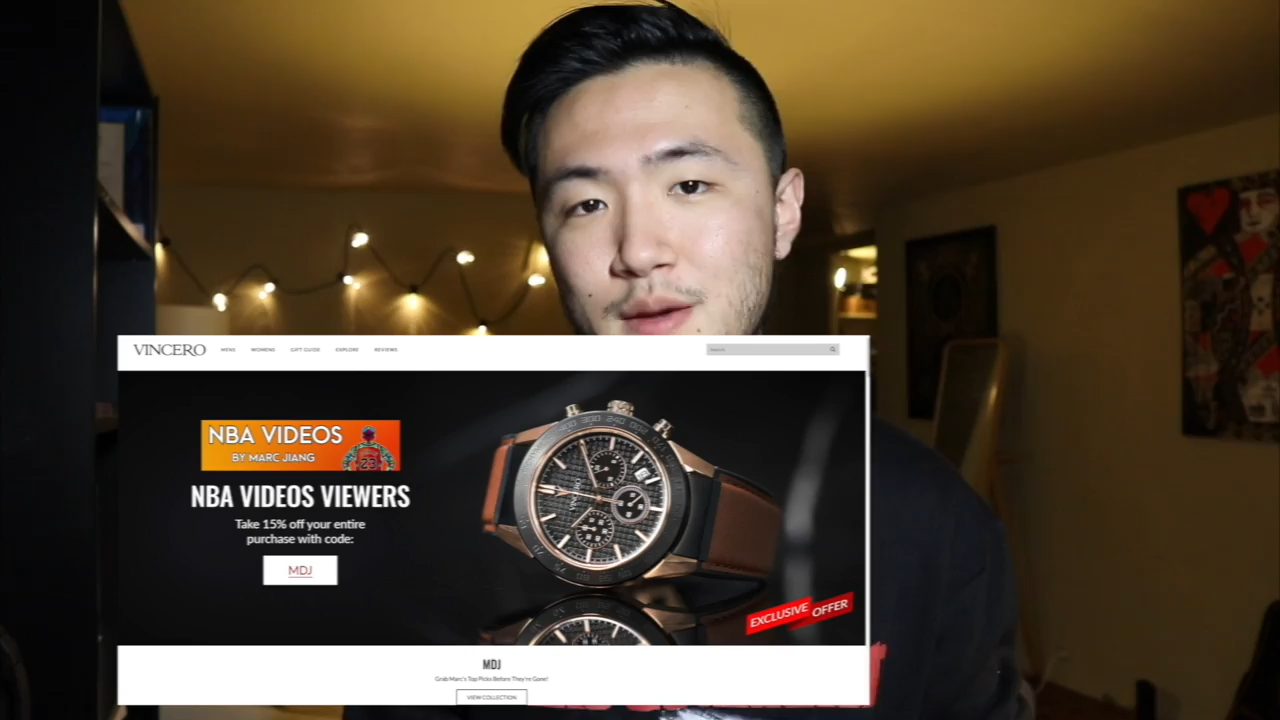 VINCERO
MENS
WOMENS
GIFT GUIDE
EXPLORE
REVIEWS
Search
NBA VIDEOS
BY MARC JIANG
23
NBA VIDEOS VIEWERS
Take 15% off your entire
purchase with code:
MDJ
VINCERO
EXCLUSIVE OFFER
MDJ
Grab Marc's Top Picks Before They're Gone!
VIEW COLLECTION